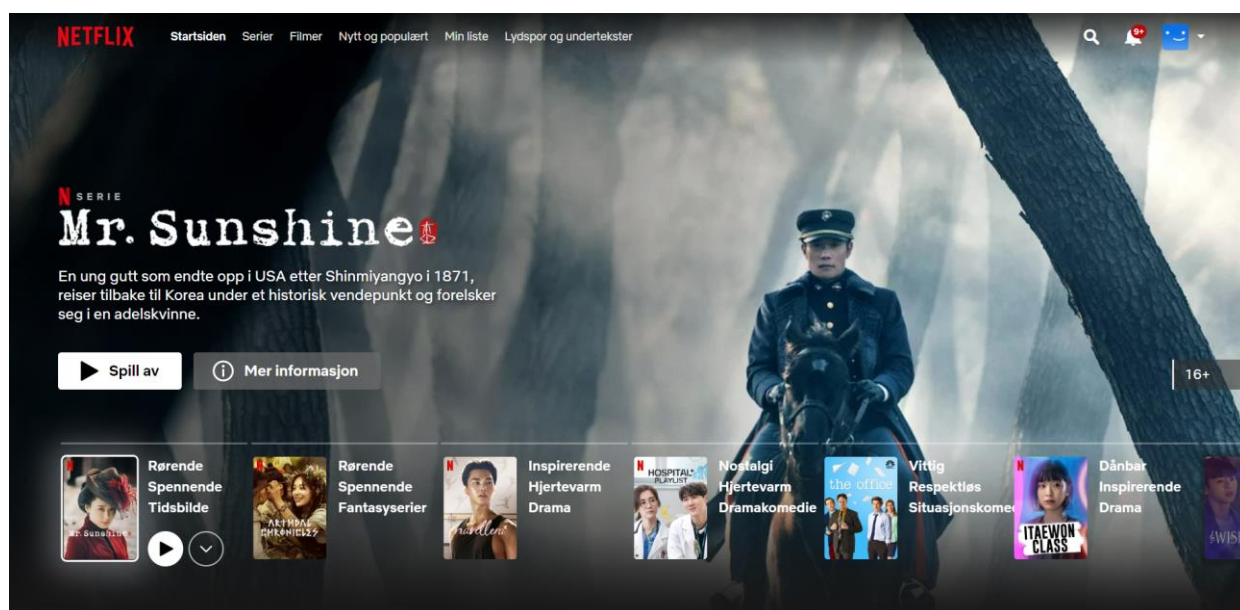 NETFLIX Startsiden Serier Filmer Nytt og populært Min liste Lydspor og undertekster 9+
N SERIE
Mr. Sunshine
En ung gutt som endte opp i USA etter Shinmiyangyo i 1871,
reiser tilbake til Korea under et historisk vendepunkt og forelsker
seg i en adelskvinne.
Spill av Mer informasjon
16+
Mr. Sunshine
Rørende
Spennende
Tidsbilde
ARTHDAL
CHRONICLES
Rørende
Spennende
Fantasyserier
Navillera
Inspirerende
Hjertevarm
Drama
HOSPITAL
PLAYLIST
Nostalgi
Hjertevarm
Dramakomedie
the office
Vittig
Respektløs
Situasjonskome
ITAEWON
CLASS
Dånbar
Inspirerende
Drama